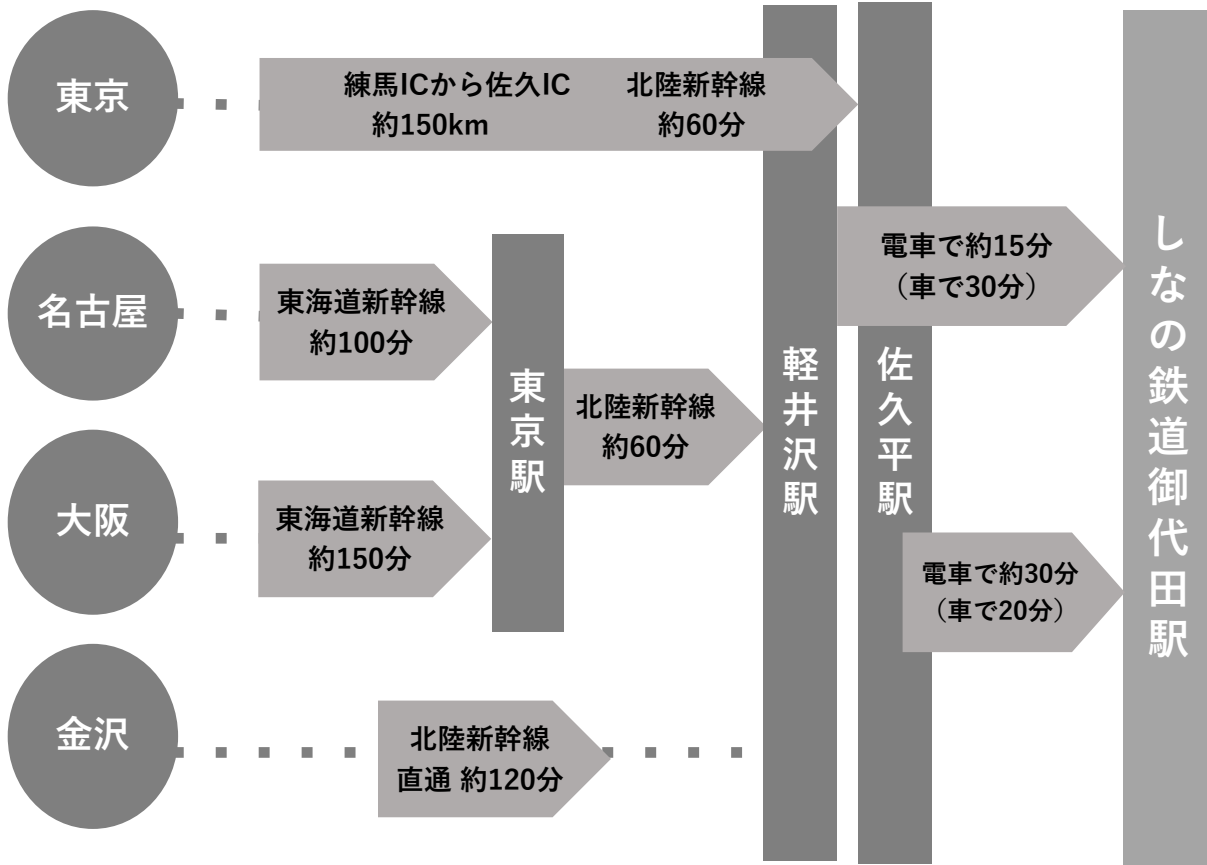 東京
練馬ICから佐久IC
約150km
北陸新幹線
約60分
名古屋
東海道新幹線
約100分
大阪
東海道新幹線
約150分
東京駅
北陸新幹線
約60分
金沢
北陸新幹線
直通 約120分
軽井沢駅
佐久平駅
電車で約15分
（車で30分）
電車で約30分
（車で20分）
しなの鉄道御代田駅